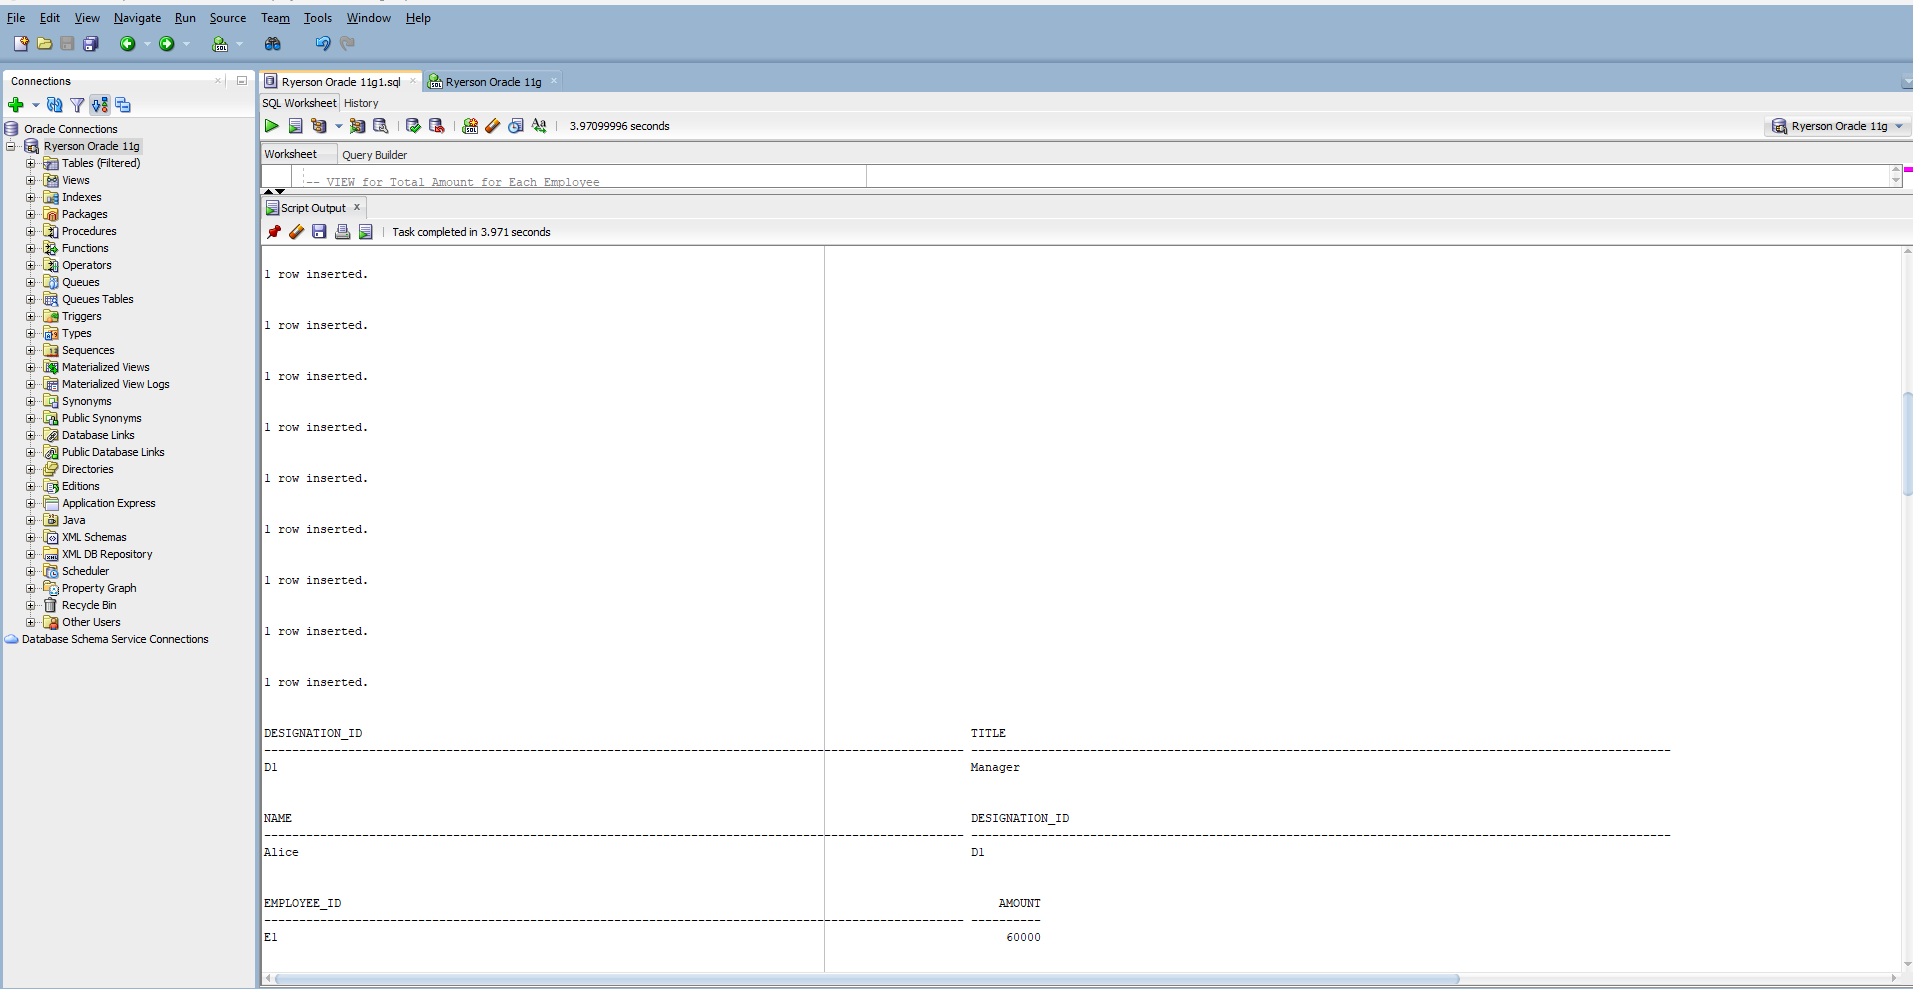 File Edit View Navigate Run Source Team Tools Window Help
Connections
Oracle Connections
Ryerson Oracle 11g
Tables (Filtered)
Views
Indexes
Packages
Procedures
Functions
Operators
Queues
Queues Tables
Triggers
Types
Sequences
Materialized Views
Materialized View Logs
Synonyms
Public Synonyms
Database Links
Public Database Links
Directories
Editions
Application Express
Java
XML Schemas
XML DB Repository
Scheduler
Property Graph
Recycle Bin
Other Users
Database Schema Service Connections
Ryerson Oracle 11g1.sql Ryerson Oracle 11g
SQL Worksheet History
3.97099996 seconds Ryerson Oracle 11g
Worksheet Query Builder
-- VIEW for Total Amount for Each Employee
Script Output x
Task completed in 3.971 seconds
1 row inserted.
1 row inserted.
1 row inserted.
1 row inserted.
1 row inserted.
1 row inserted.
1 row inserted.
1 row inserted.
1 row inserted.
DESIGNATION_ID TITLE
D1 Manager
NAME DESIGNATION_ID
Alice D1
EMPLOYEE_ID AMOUNT
E1 60000